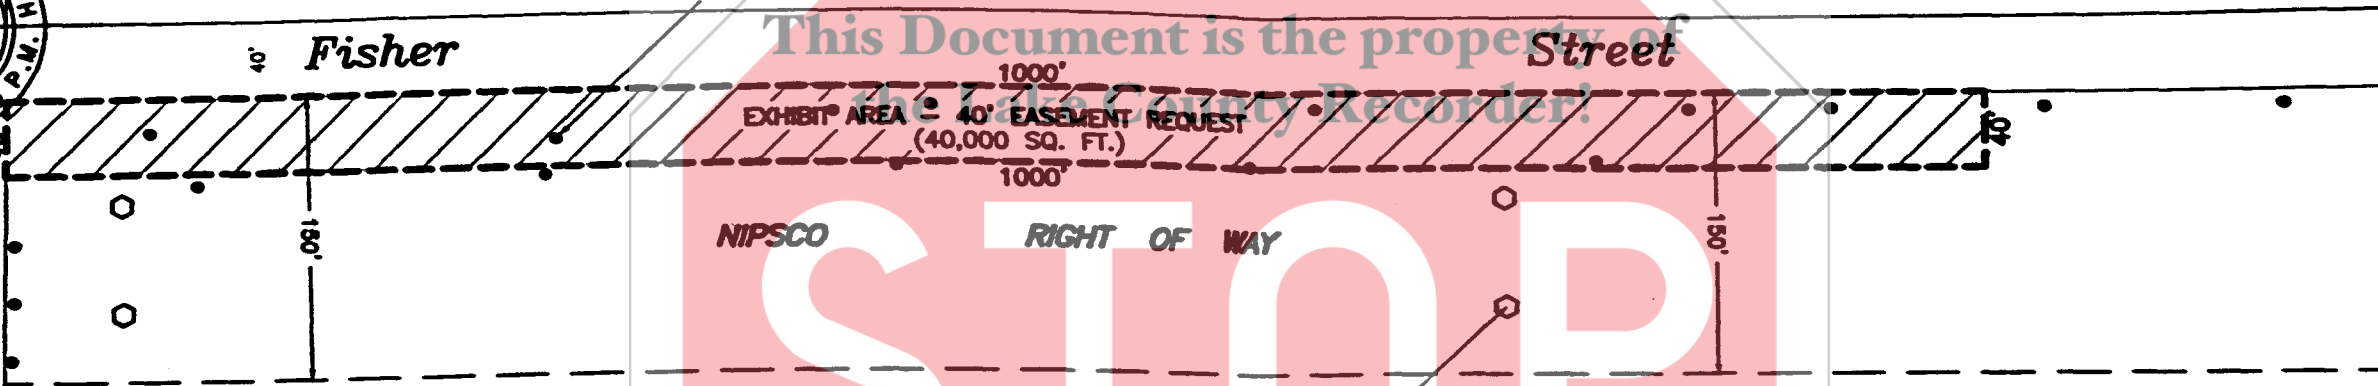 This Document is the property of
the Lake County Recorder!
STOP
P.M. H
40'
Fisher
Street
1000'
EXHIBIT AREA - 40' EASEMENT REQUEST
(40,000 SQ. FT.)
1000'
40'
150'
150'
NIPSCO RIGHT OF WAY